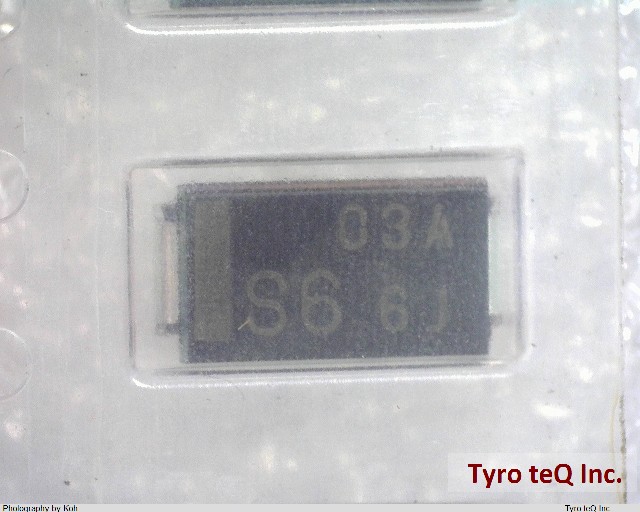 03A
S6 6J
Tyro teQ Inc.
Photography by Koh
Tyro teQ Inc.